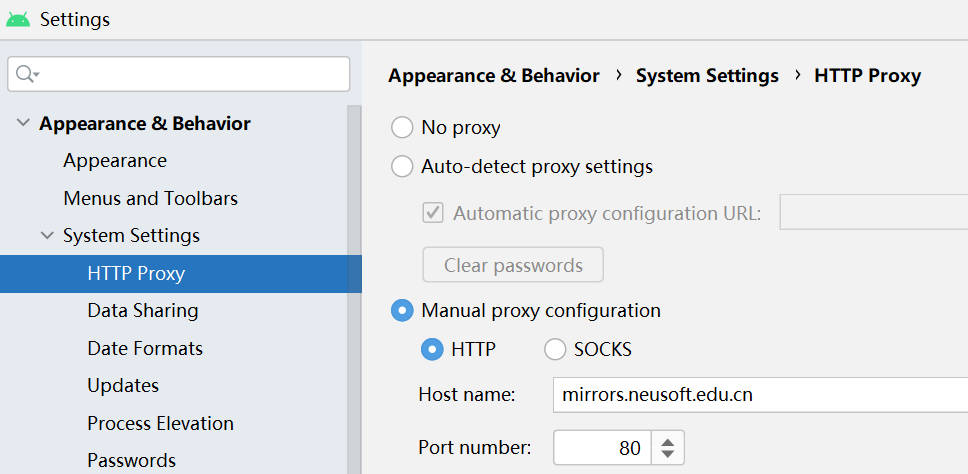 Settings
Appearance & Behavior
Appearance
Menus and Toolbars
System Settings
HTTP Proxy
Data Sharing
Date Formats
Updates
Process Elevation
Passwords
Appearance & Behavior › System Settings › HTTP Proxy
No proxy
Auto-detect proxy settings
Automatic proxy configuration URL:
Clear passwords
Manual proxy configuration
HTTP SOCKS
Host name: mirrors.neusoft.edu.cn
Port number: 80